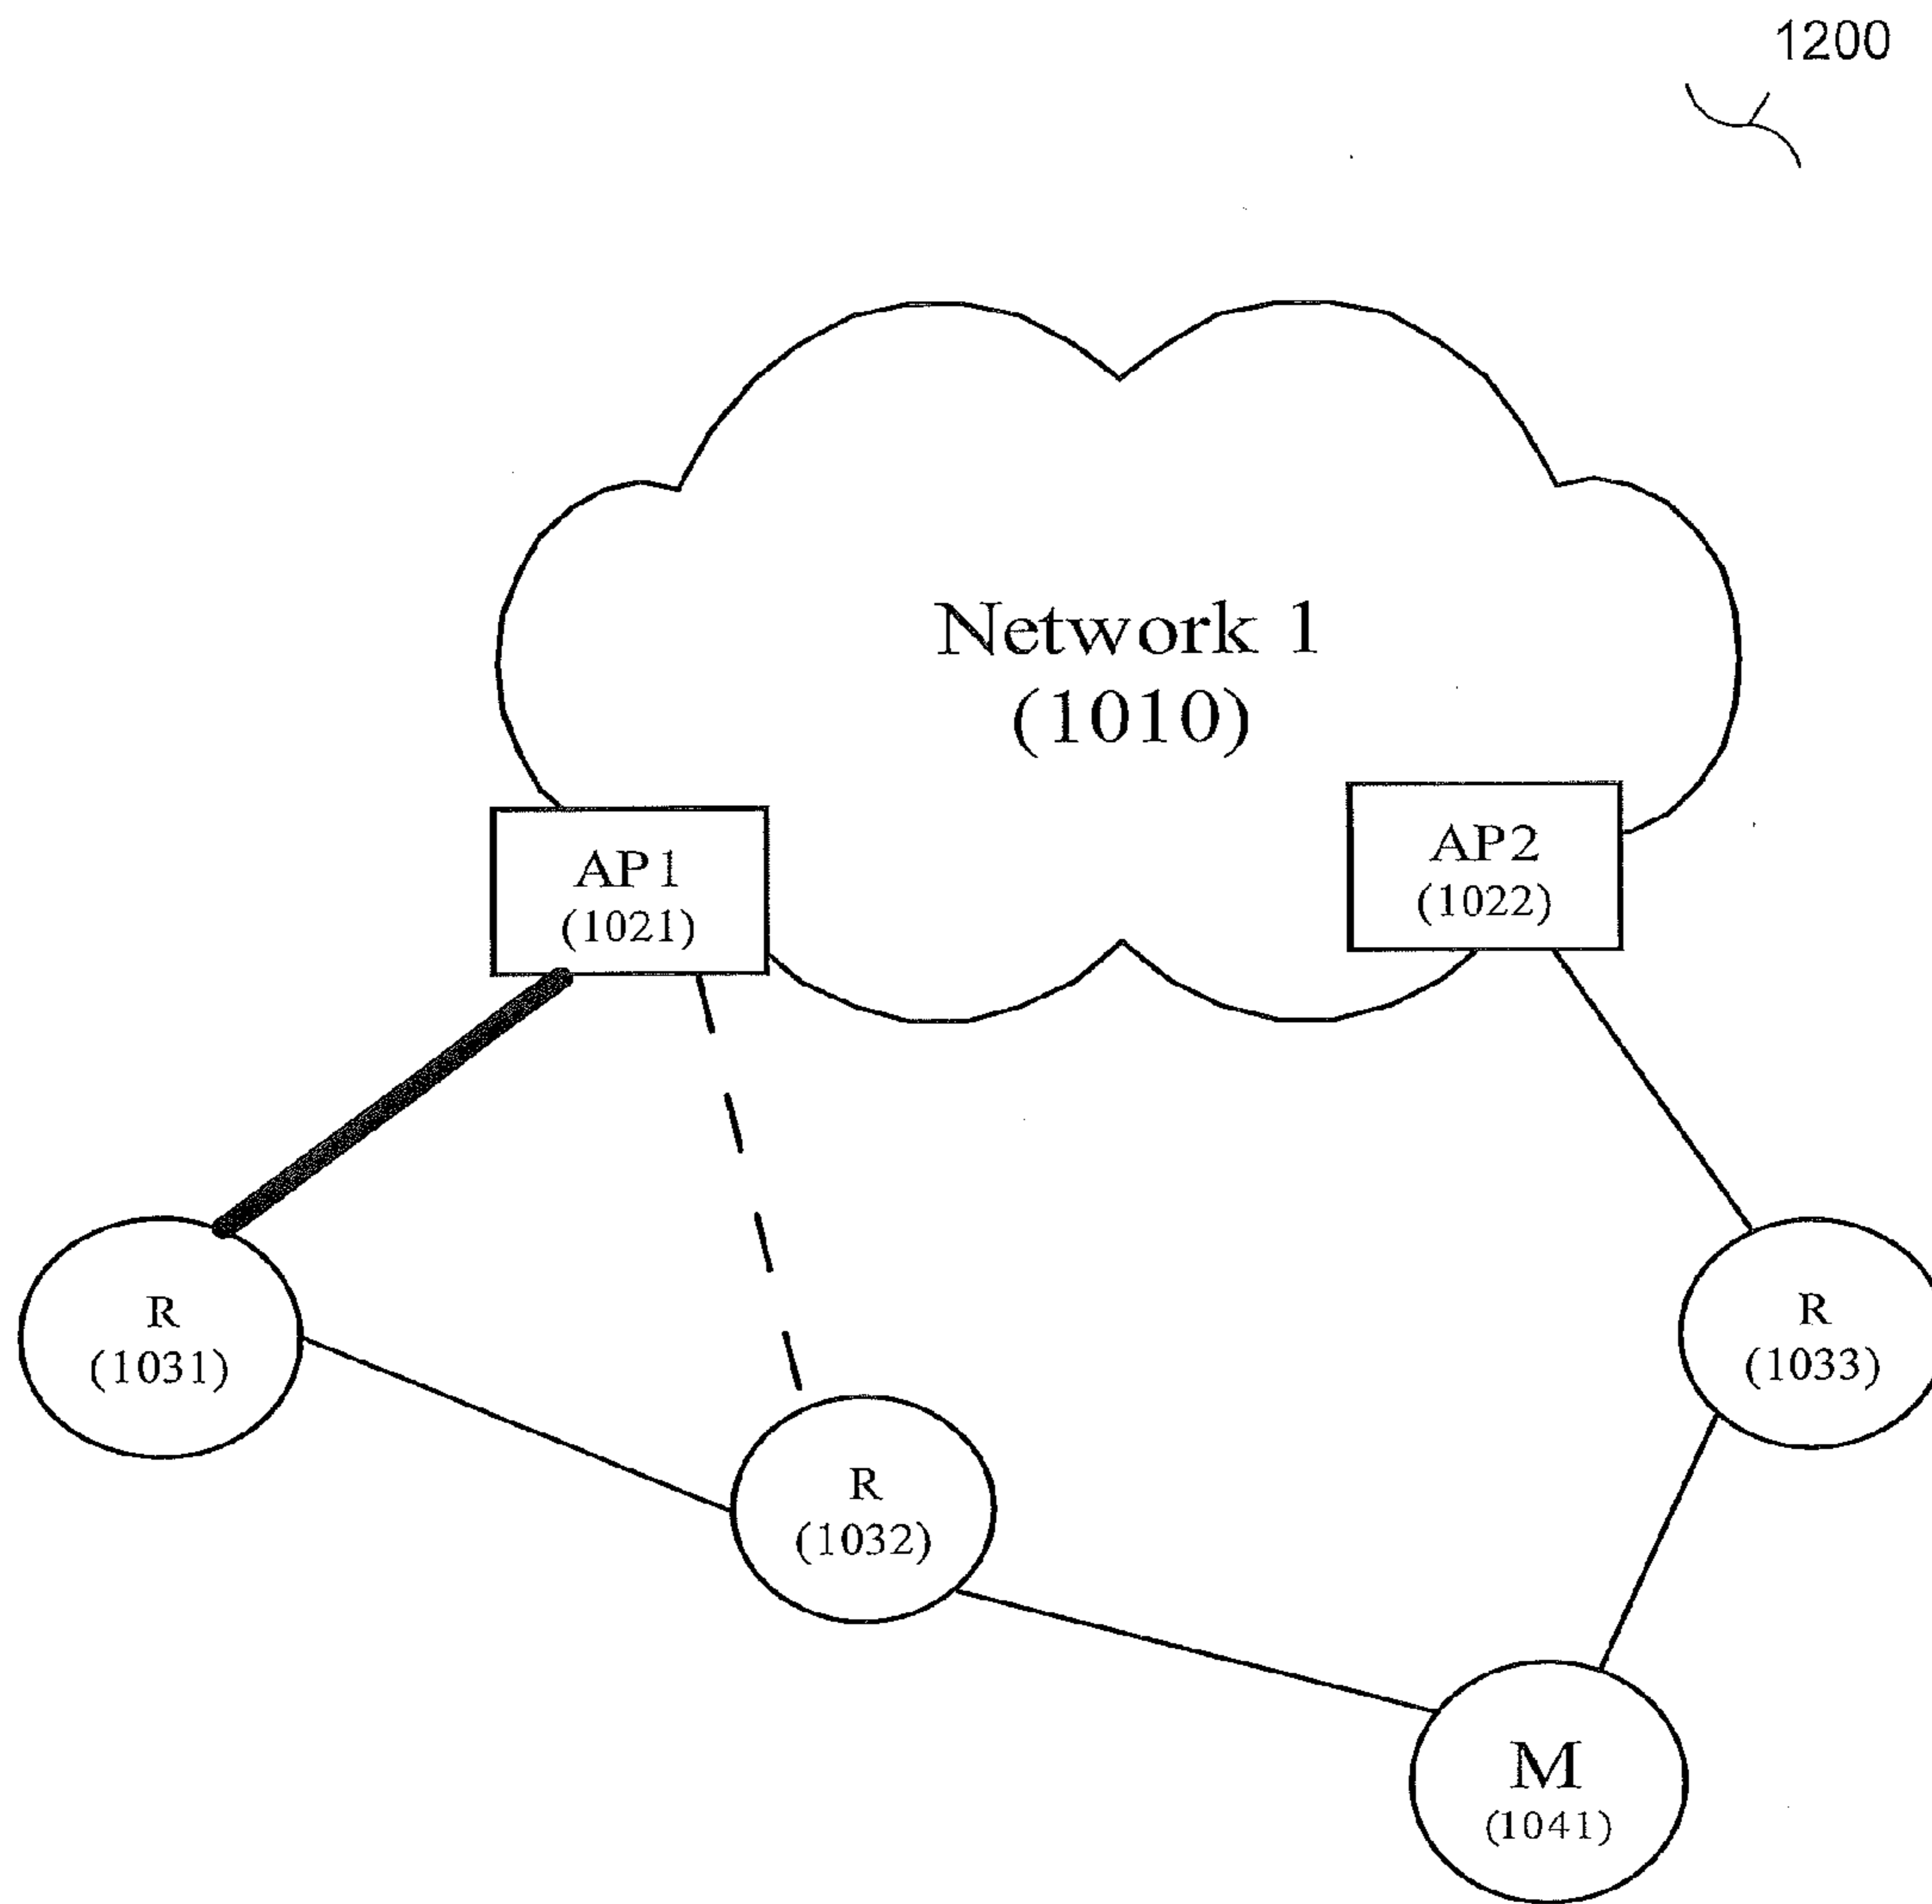 1200
Network 1
(1010)
AP1
(1021)
AP2
(1022)
R
(1031)
R
(1032)
R
(1033)
M
(1041)